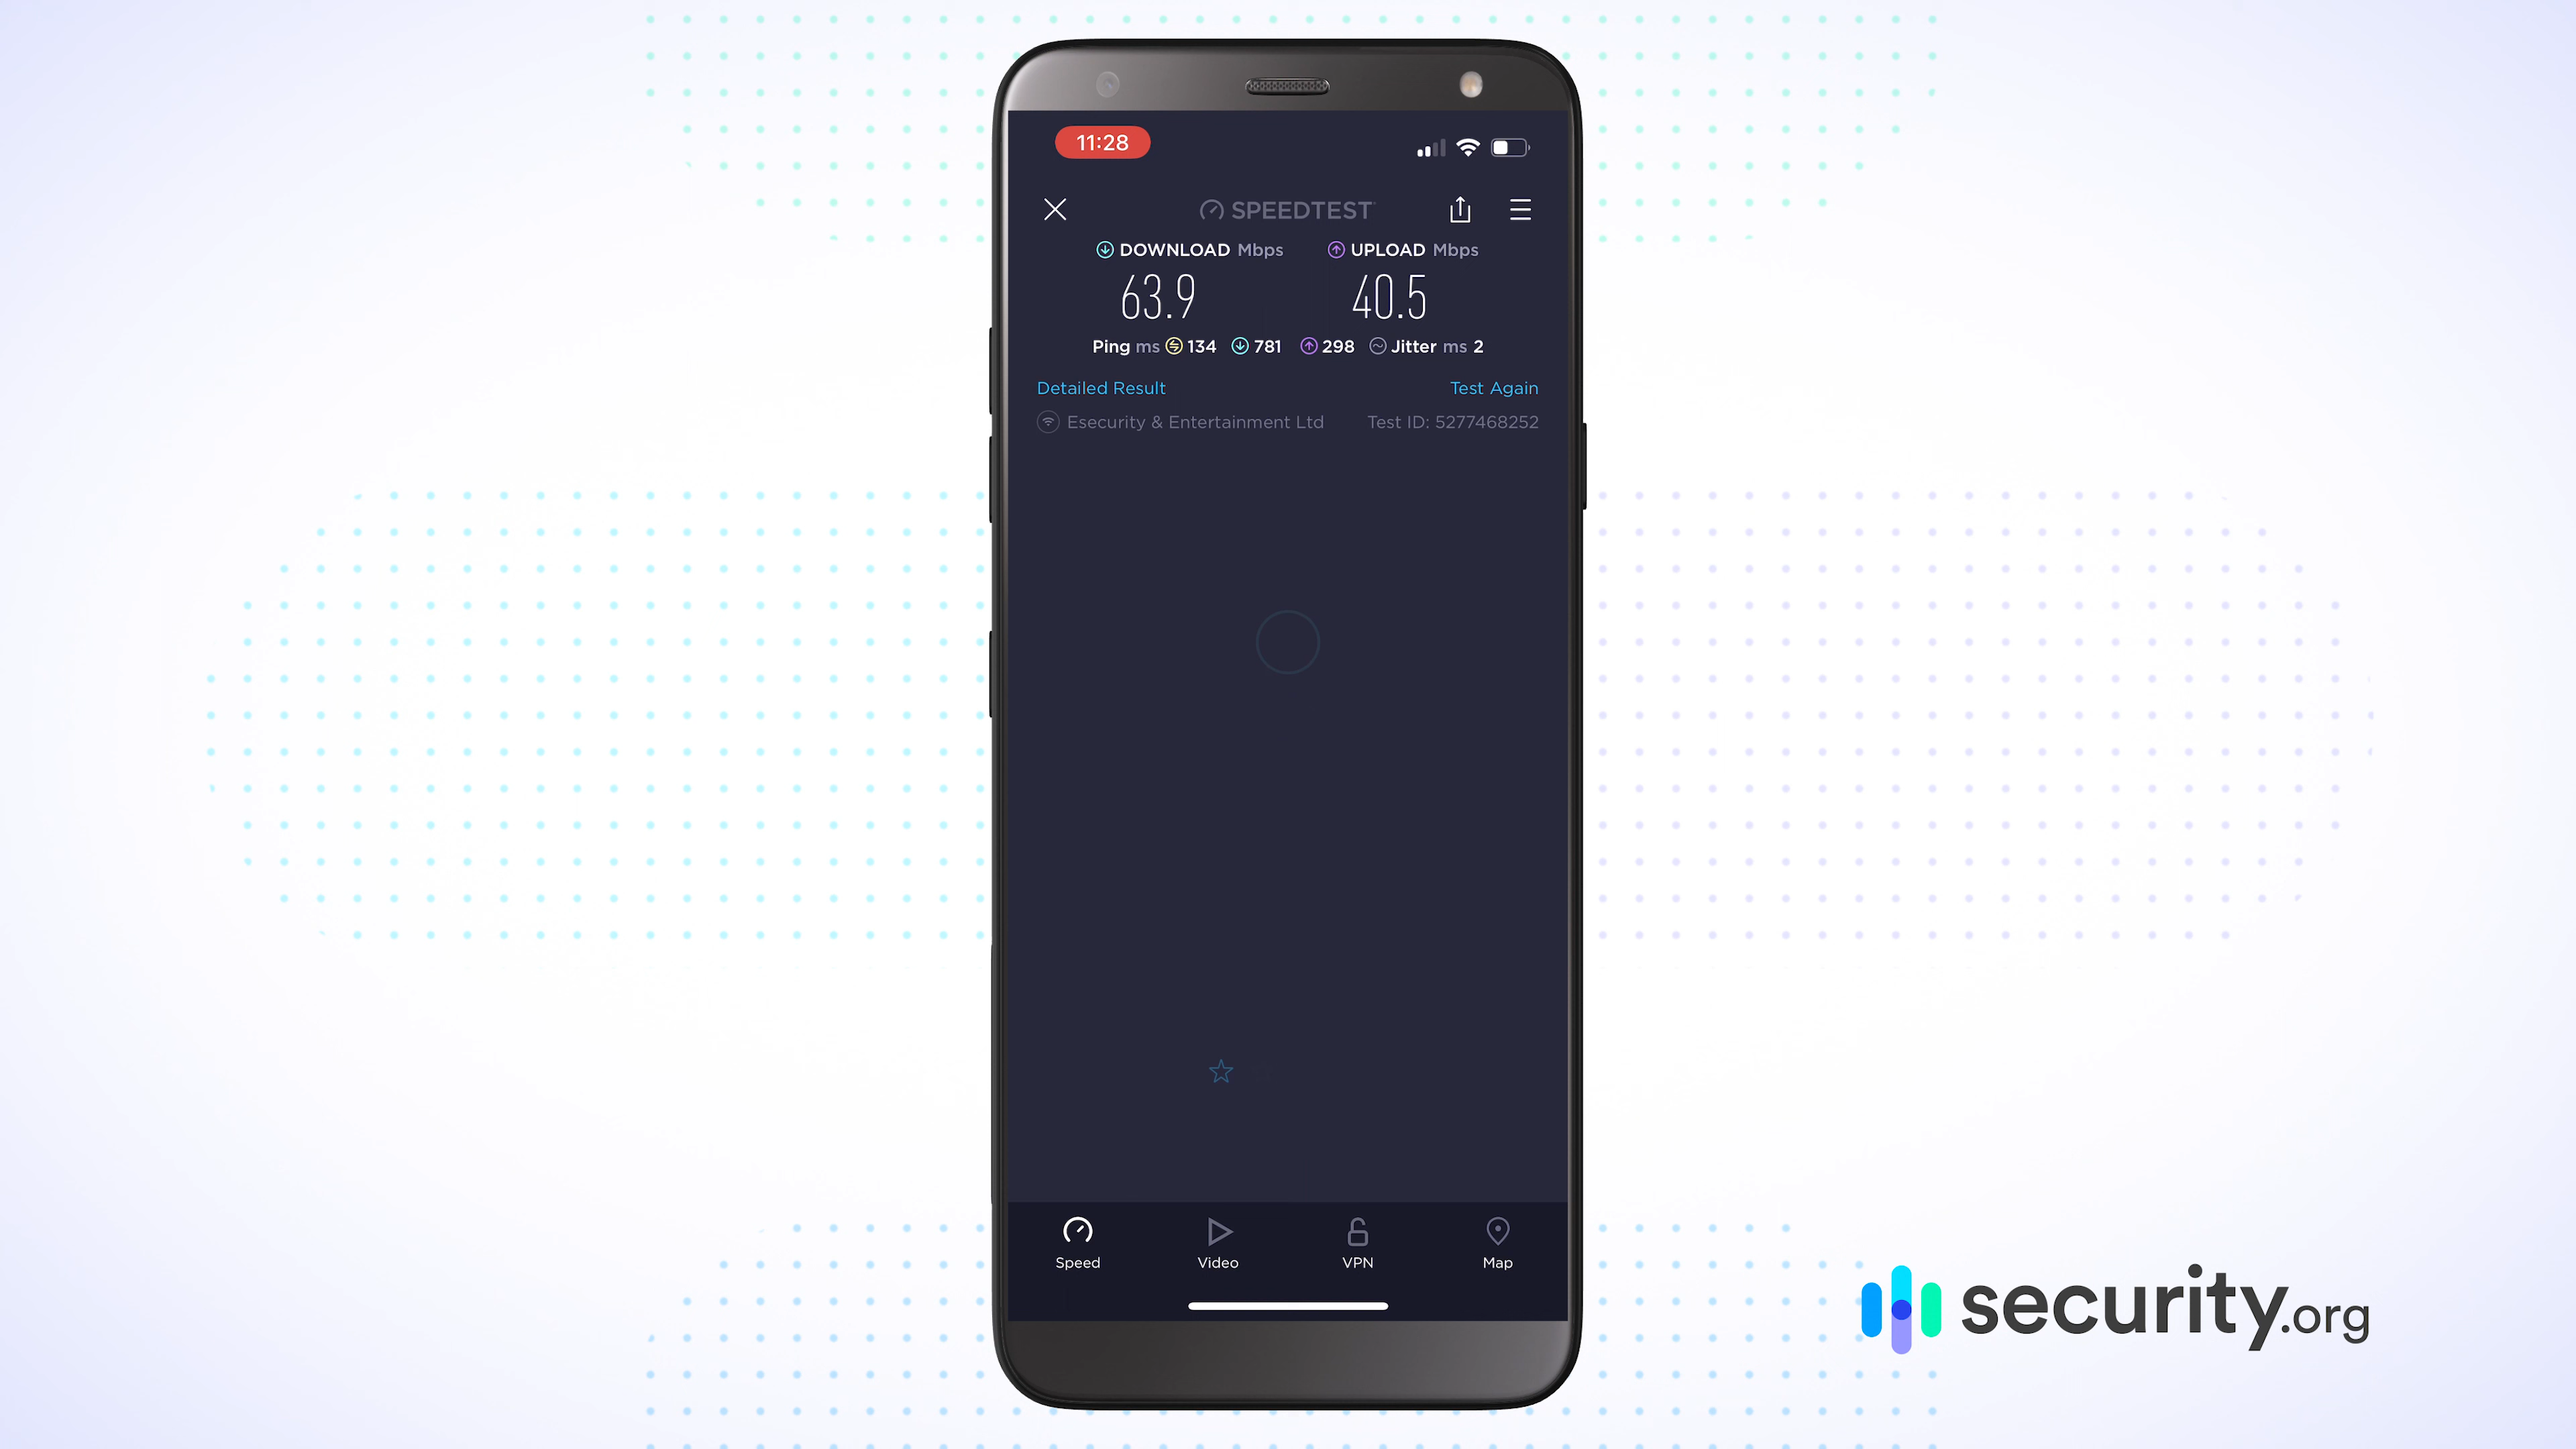 11:28
SPEEDTEST
DOWNLOAD Mbps
63.9
UPLOAD Mbps
40.5
Ping ms 134 781 298 Jitter ms 2
Detailed Result
Test Again
Esecurity & Entertainment Ltd
Test ID: 5277468252
Speed
Video
VPN
Map
security.org